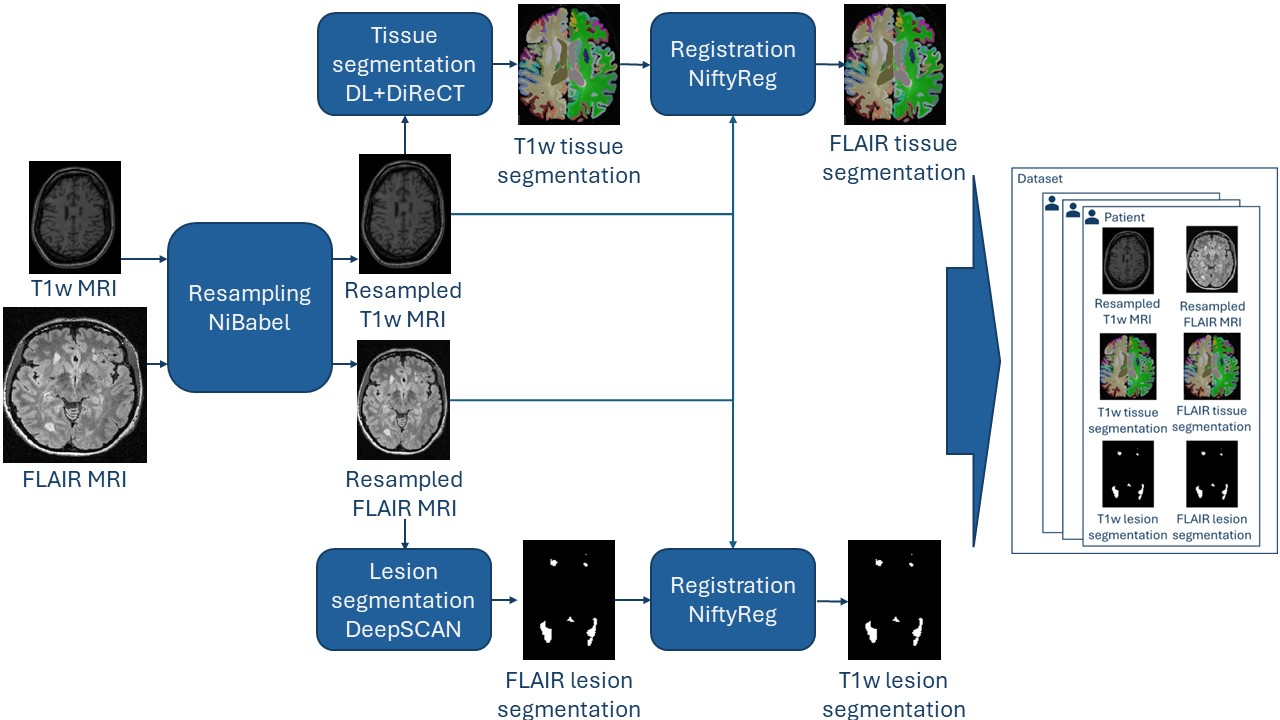 Tissue
segmentation
DL+DiReCT
T1w tissue
segmentation
Registration
NiftyReg
FLAIR tissue
segmentation
T1w MRI
FLAIR MRI
Resampling
NiBabel
Resampled
T1w MRI
Resampled
FLAIR MRI
Lesion
segmentation
DeepSCAN
FLAIR lesion
segmentation
Registration
NiftyReg
T1w lesion
segmentation
Dataset
Patient
Resampled
T1w MRI
Resampled
FLAIR MRI
T1w tissue
segmentation
FLAIR tissue
segmentation
T1w lesion
segmentation
FLAIR lesion
segmentation